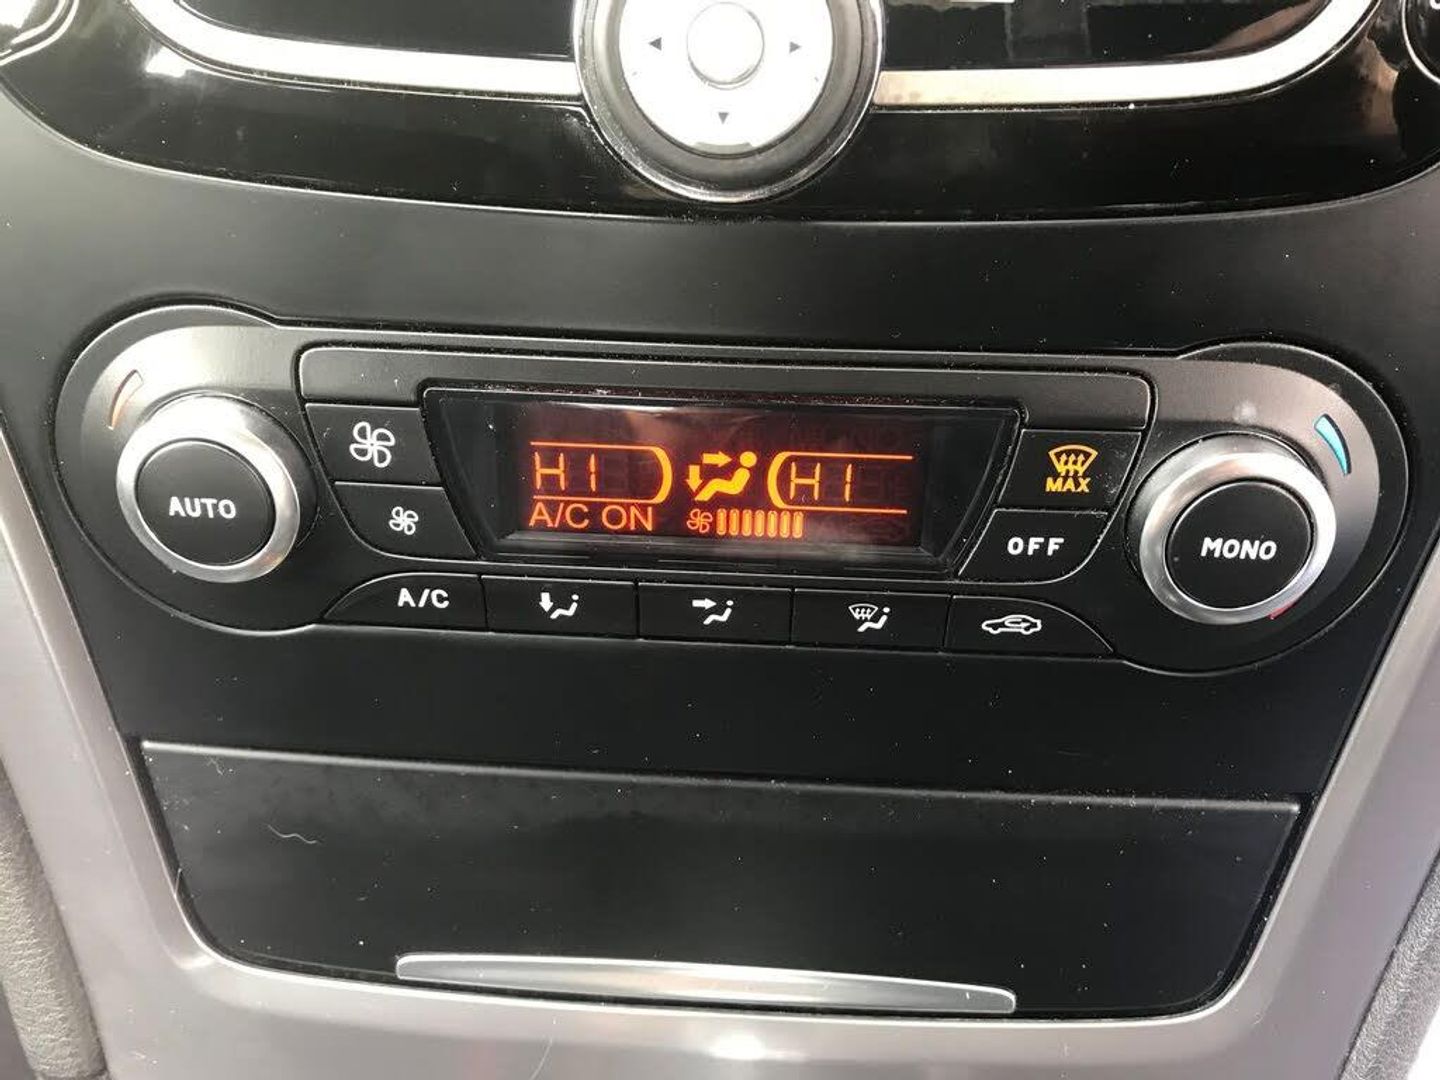 HI HI
MAX
AUTO
A/C ON
OFF
MONO
A/C